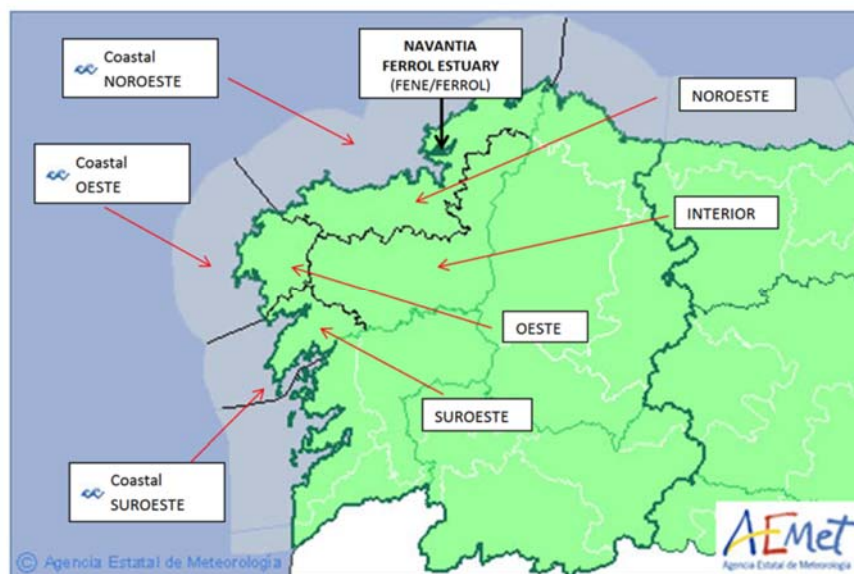 Coastal
NOROESTE
NAVANTIA
FERROL ESTUARY
(FENE/FERROL)
NOROESTE
Coastal
OESTE
INTERIOR
OESTE
SUROESTE
Coastal
SUROESTE
AEMet
Agencia Estatal de Meteorología
© Agencia Estatal de Meteorología